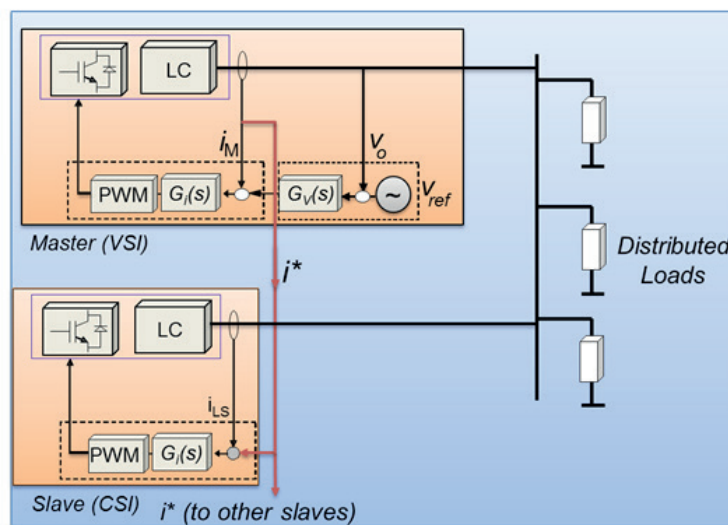 LC
i_M
v_o
PWM
G_i(s)
G_V(s)
~
v_ref
Master (VSI)
i*
Distributed
Loads
LC
i_LS
PWM
G_i(s)
Slave (CSI)
i* (to other slaves)